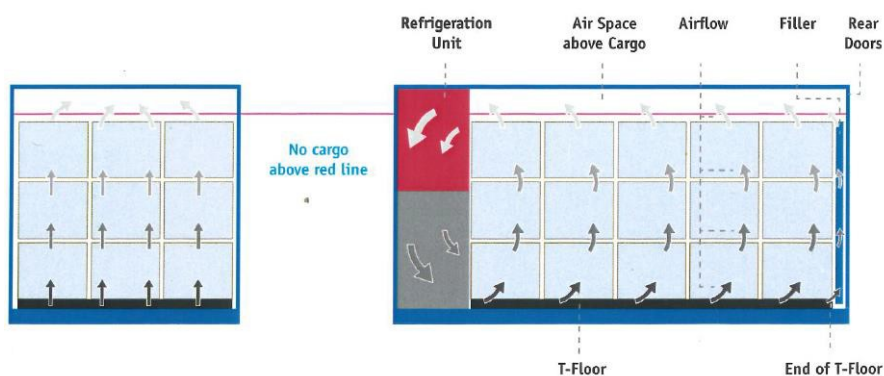 Refrigeration
Unit
Air Space
above Cargo
Airflow
Filler
Rear
Doors
No cargo
above red line
T-Floor
End of T-Floor